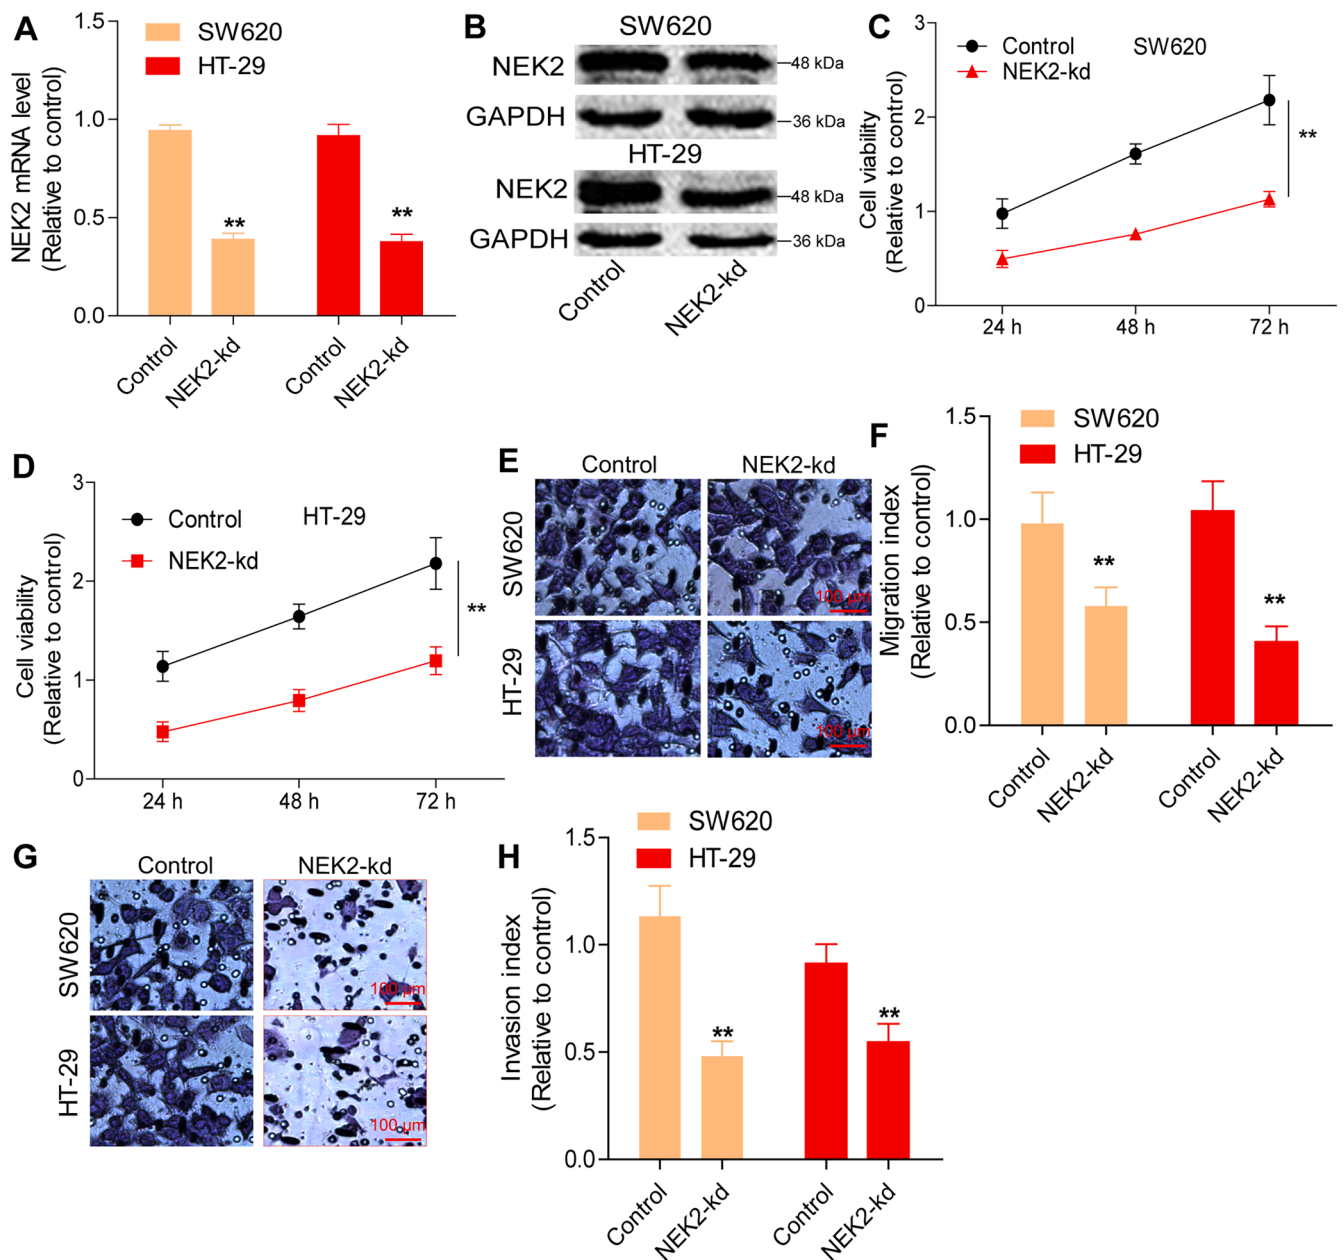 A
NEK2 mRNA level
(Relative to control)
1.5
1.0
0.5
0.0
SW620
HT-29
**
**
Control
NEK2-kd
Control
NEK2-kd
B
SW620
NEK2
48 kDa
GAPDH
36 kDa
HT-29
NEK2
48 kDa
GAPDH
36 kDa
Control
NEK2-kd
C
Cell viability
(Relative to control)
3
2
1
0
Control
NEK2-kd
SW620
**
24 h
48 h
72 h
D
Cell viability
(Relative to control)
3
2
1
0
Control
NEK2-kd
HT-29
**
24 h
48 h
72 h
E
Control
NEK2-kd
SW620
100 μm
HT-29
100 μm
F
Migration index
(Relative to control)
1.5
1.0
0.5
0.0
SW620
HT-29
**
**
Control
NEK2-kd
Control
NEK2-kd
G
Control
NEK2-kd
SW620
100 μm
HT-29
100 μm
H
Invasion index
(Relative to control)
1.5
1.0
0.5
0.0
SW620
HT-29
**
**
Control
NEK2-kd
Control
NEK2-kd